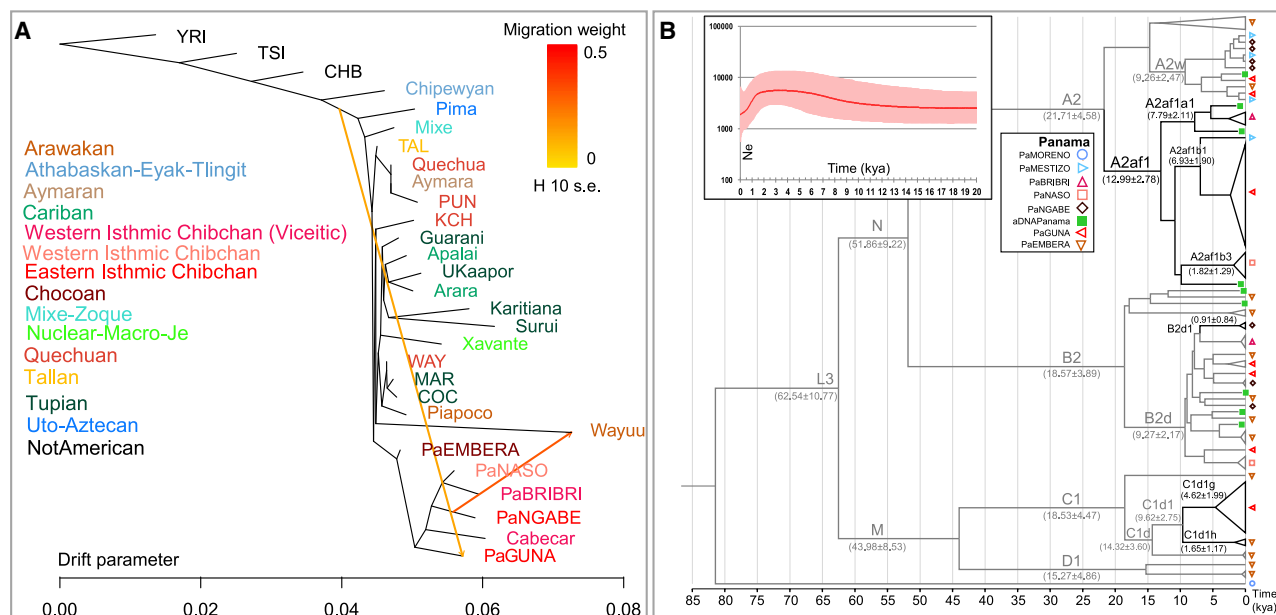 A
YRI
TSI
CHB
Chipewyan
Pima
Mixe
TAL
Quechua
Aymara
PUN
KCH
Guarani
Apalai
UKaapor
Arara
Karitiana
Surui
Xavante
WAY
MAR
COC
Piapoco
Wayuu
PaEMBERA
PaNASO
PaBRIBRI
PaNGABE
Cabecar
PaGUNA
Migration weight
0.5
0
H 10 s.e.
Arawakan
Athabaskan-Eyak-Tlingit
Aymaran
Cariban
Western Isthmic Chibchan (Viceitic)
Western Isthmic Chibchan
Eastern Isthmic Chibchan
Chocoan
Mixe-Zoque
Nuclear-Macro-Je
Quechuan
Tallan
Tupian
Uto-Aztecan
NotAmerican
Drift parameter
0.00 0.02 0.04 0.06 0.08
B
100000
10000
1000
100
Ne
Time (kya)
0 1 2 3 4 5 6 7 8 9 10 11 12 13 14 15 16 17 18 19 20
Panama
PaMORENO
PaMESTIZO
PaBRIBRI
PaNASO
PaNGABE
aDNAPanama
PaGUNA
PaEMBERA
A2
(21.71±4.58)
A2w
(9.26±2.47)
A2af1a1
(7.79±2.11)
A2af1b1
(6.93±1.90)
A2af1
(12.99±2.78)
A2af1b3
(1.82±1.29)
N
(51.86±9.22)
(0.91±0.84)
B2d1
B2
(18.57±3.89)
L3
(62.54±10.77)
B2d
(9.27±2.17)
C1d1g
(4.62±1.99)
C1
(18.53±4.47)
C1d1
(9.62±2.75)
C1d
(14.32±3.60)
C1d1h
(1.65±1.17)
M
(43.98±8.53)
D1
(15.27±4.86)
85 80 75 70 65 60 55 50 45 40 35 30 25 20 15 10 5 0 Time
(kya)